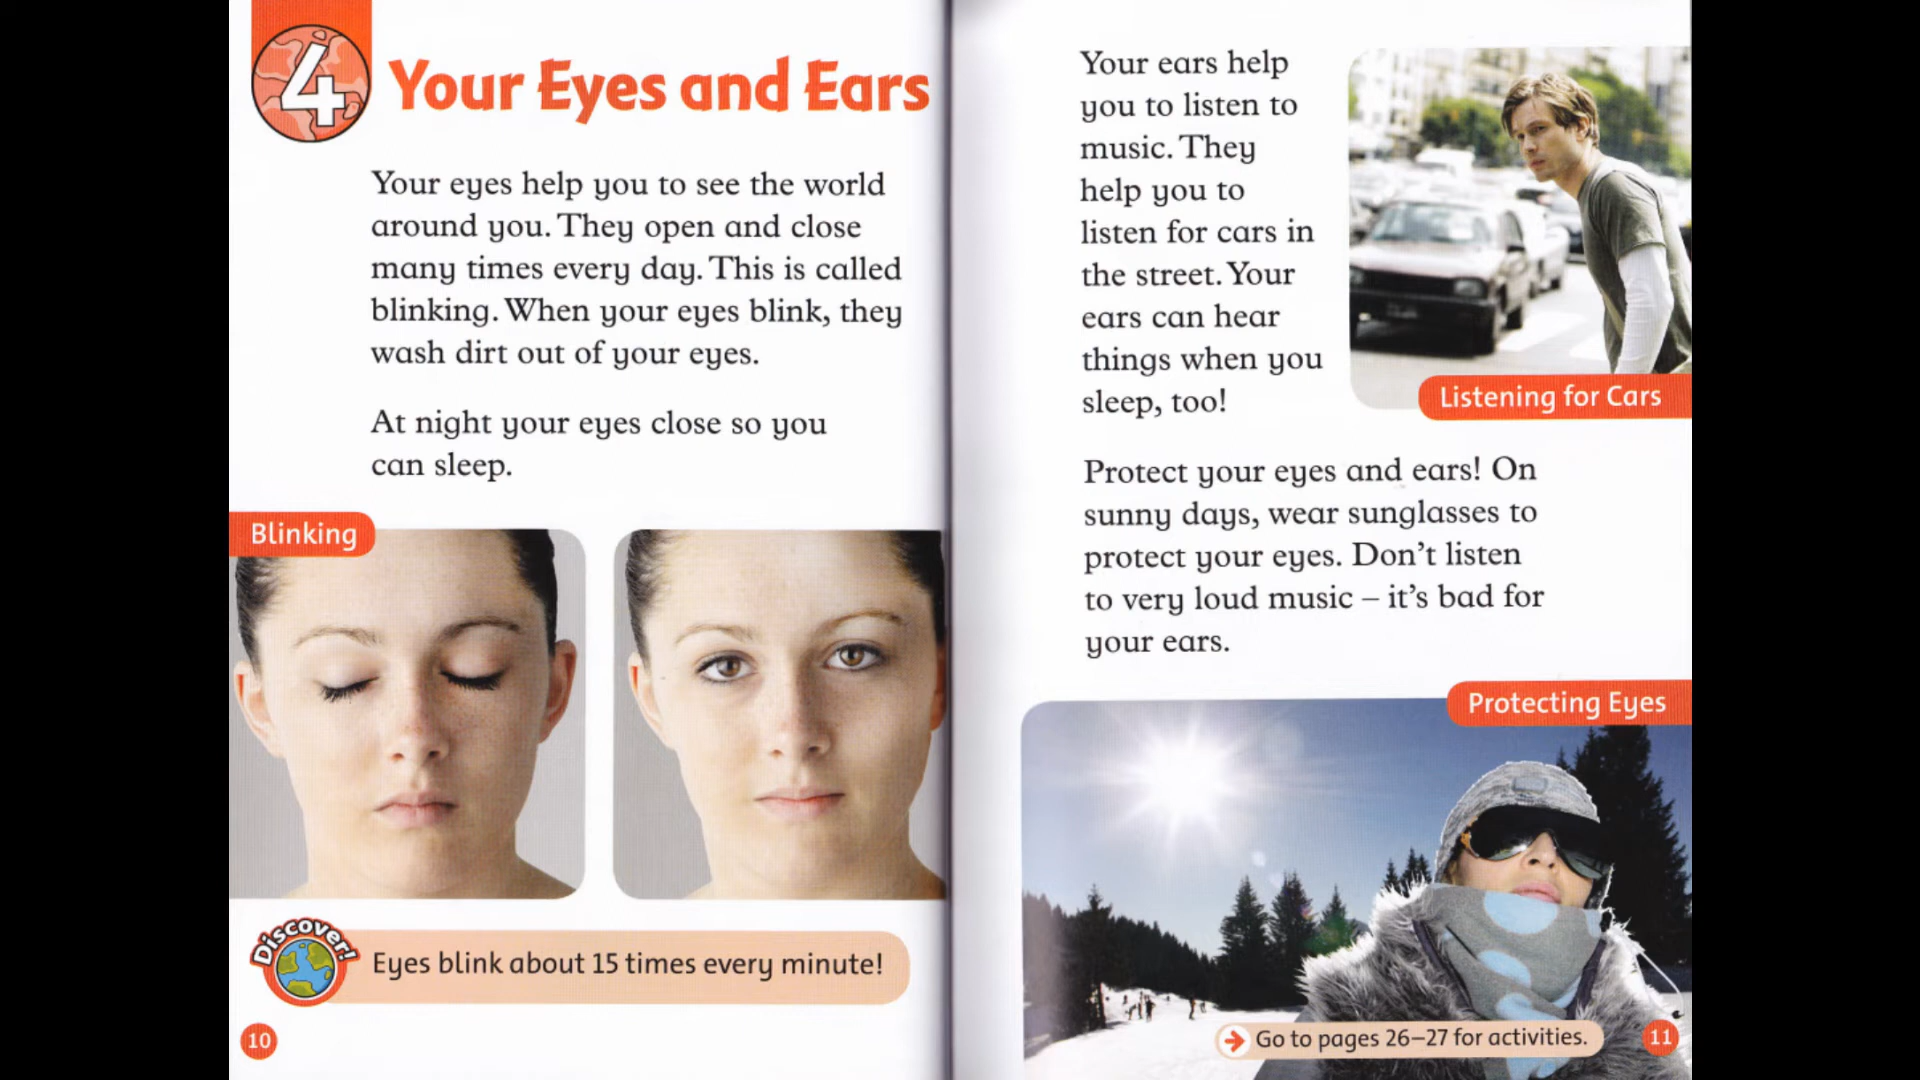 4
Your Eyes and Ears
Your eyes help you to see the world
around you. They open and close
many times every day. This is called
blinking. When your eyes blink, they
wash dirt out of your eyes.
At night your eyes close so you
can sleep.
Blinking
Discover!
Eyes blink about 15 times every minute!
10
Your ears help
you to listen to
music. They
help you to
listen for cars in
the street. Your
ears can hear
things when you
sleep, too!
Listening for Cars
Protect your eyes and ears! On
sunny days, wear sunglasses to
protect your eyes. Don't listen
to very loud music – it's bad for
your ears.
Protecting Eyes
Go to pages 26–27 for activities.
11